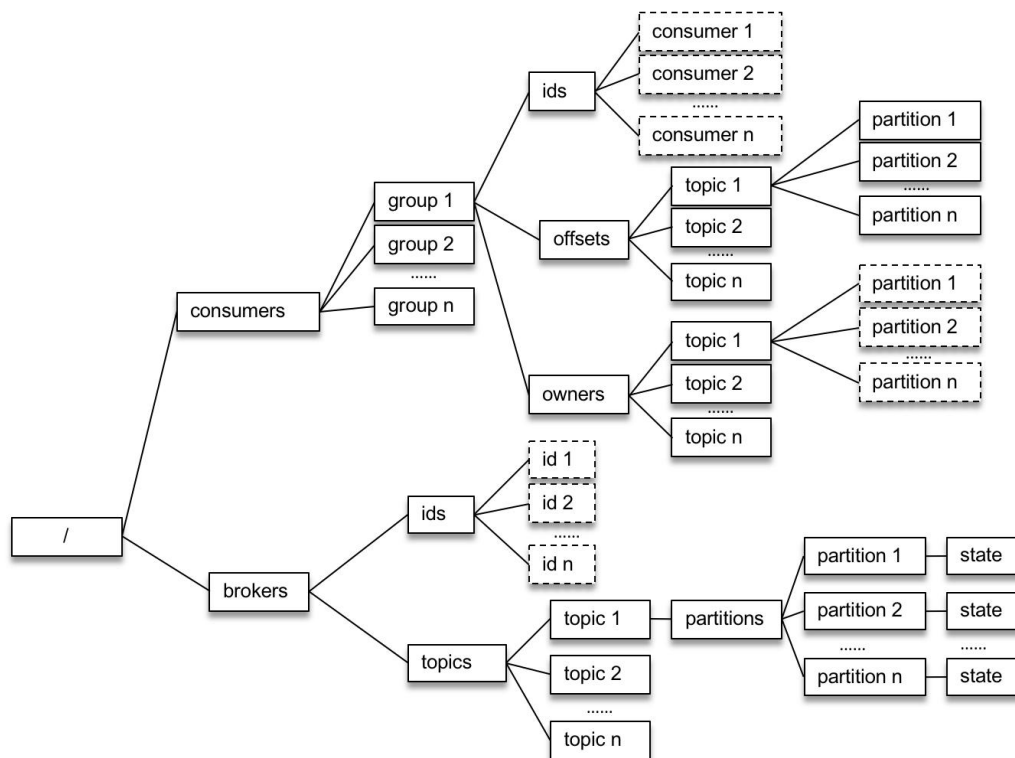 consumer 1
consumer 2
......
consumer n
ids
partition 1
partition 2
......
partition n
topic 1
topic 2
......
topic n
offsets
group 1
group 2
......
group n
consumers
partition 1
partition 2
......
partition n
topic 1
topic 2
......
topic n
owners
/
id 1
id 2
......
id n
ids
brokers
topics
topic 1
topic 2
......
topic n
partitions
partition 1
state
partition 2
state
......
......
partition n
state